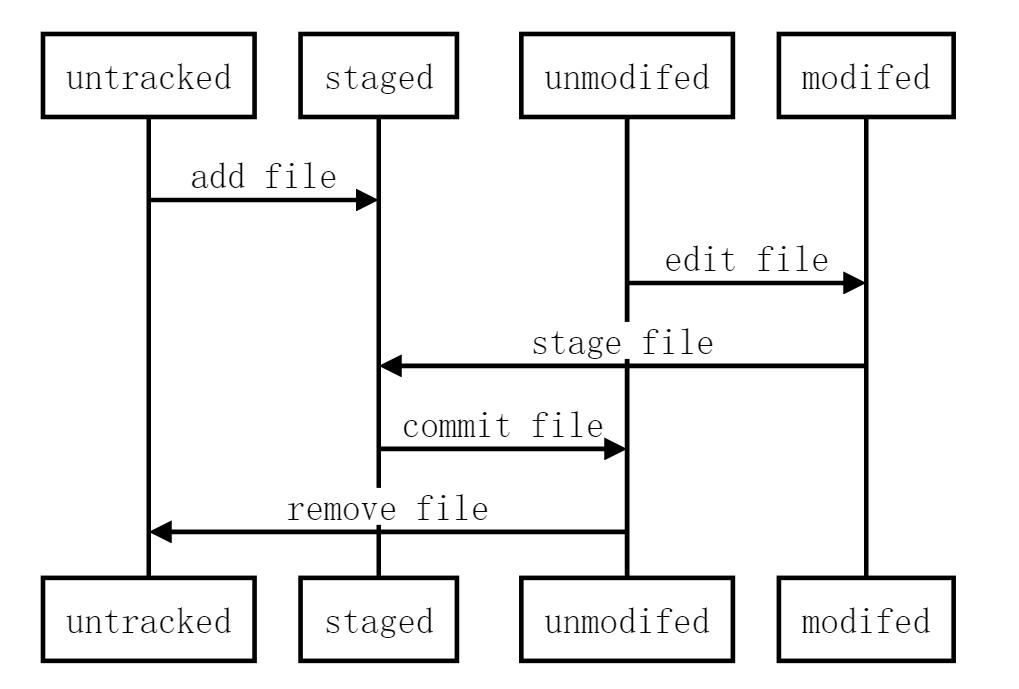 untracked staged unmodifed modifed
add file
edit file
stage file
commit file
remove file
untracked staged unmodifed modifed